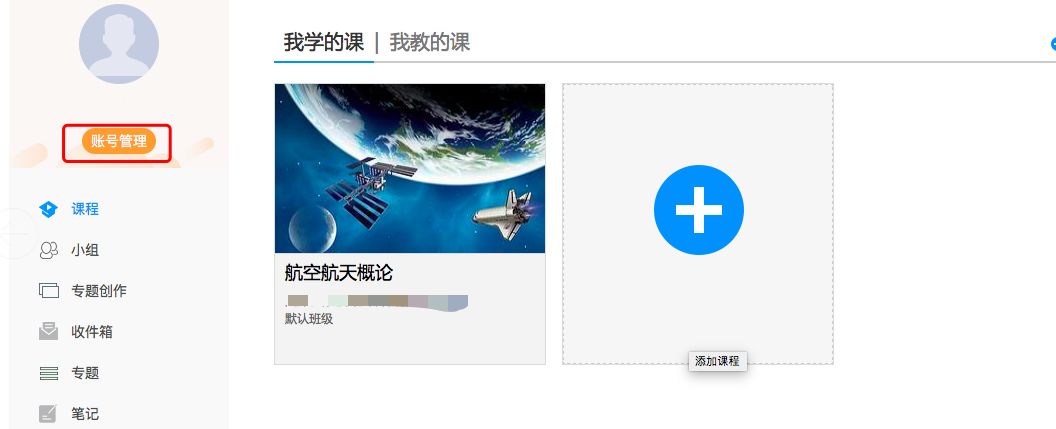 我学的课 | 我教的课
账号管理
课程
小组
专题创作
收件箱
专题
笔记
航空航天概论
默认班级
添加课程